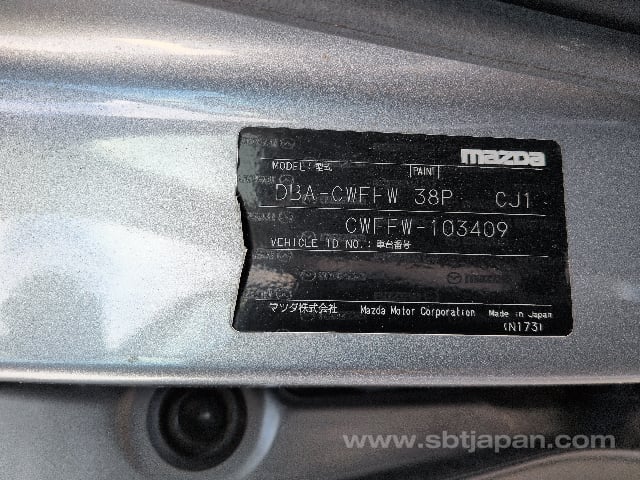 mazda
MODEL:型式 PAINT
DBA-CWFFW 38P CJ1
CWFFW-103409
VEHICLE ID NO.:車台番号
マツダ株式会社 Mazda Motor Corporation Made in Japan
(N173)
www.sbtjapan.com